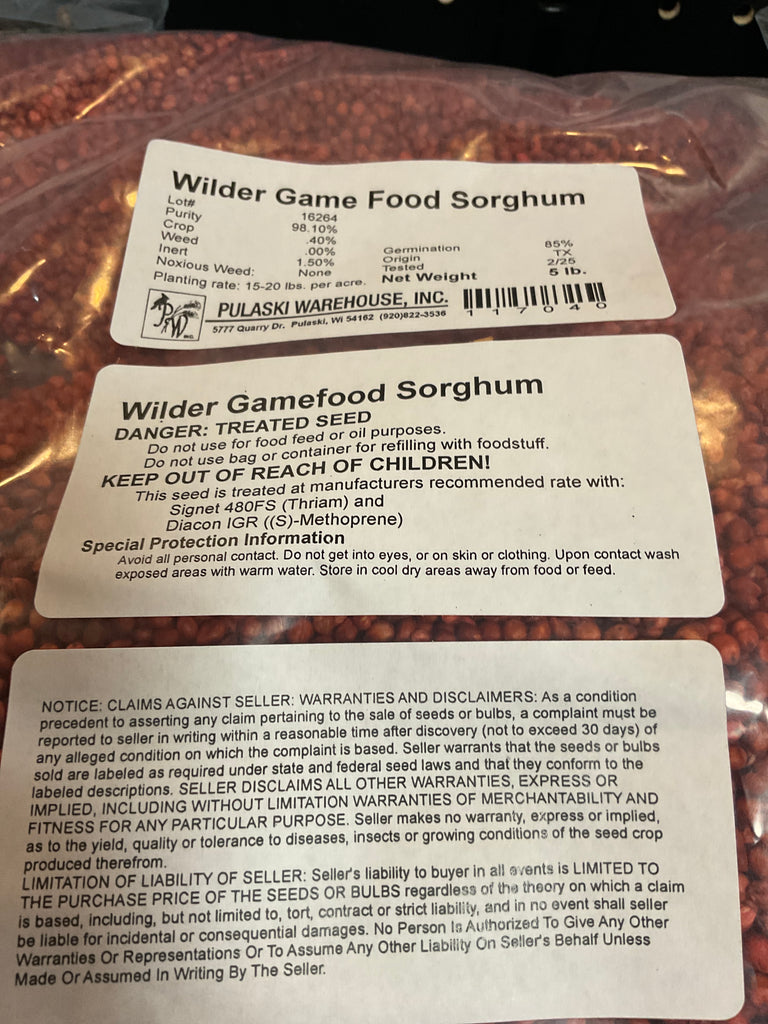 Wilder Game Food Sorghum
Lot# 16264
Purity 98.10%
Crop .40%
Weed .00%
Inert 1.50%
Noxious Weed: None
Germination 85%
Origin TX
Tested 2/25
Net Weight 5 lb.
Planting rate: 15-20 lbs. per acre.
PULASKI WAREHOUSE, INC.
5777 Quarry Dr. Pulaski, WI 54162 (920)822-3536
117040
Wilder Gamefood Sorghum
DANGER: TREATED SEED
Do not use for food feed or oil purposes.
Do not use bag or container for refilling with foodstuff.
KEEP OUT OF REACH OF CHILDREN!
This seed is treated at manufacturers recommended rate with:
Signet 480FS (Thriam) and
Diacon IGR ((S)-Methoprene)
Special Protection Information
Avoid all personal contact. Do not get into eyes, or on skin or clothing. Upon contact wash
exposed areas with warm water. Store in cool dry areas away from food or feed.
NOTICE: CLAIMS AGAINST SELLER: WARRANTIES AND DISCLAIMERS: As a condition
precedent to asserting any claim pertaining to the sale of seeds or bulbs, a complaint must be
reported to seller in writing within a reasonable time after discovery (not to exceed 30 days) of
any alleged condition on which the complaint is based. Seller warrants that the seeds or bulbs
sold are labeled as required under state and federal seed laws and that they conform to the
labeled descriptions. SELLER DISCLAIMS ALL OTHER WARRANTIES, EXPRESS OR
IMPLIED, INCLUDING WITHOUT LIMITATION WARRANTIES OF MERCHANTABILITY AND
FITNESS FOR ANY PARTICULAR PURPOSE. Seller makes no warranty, express or implied,
as to the yield, quality or tolerance to diseases, insects or growing conditions of the seed crop
produced therefrom.
LIMITATION OF LIABILITY OF SELLER: Seller's liability to buyer in all events is LIMITED TO
THE PURCHASE PRICE OF THE SEEDS OR BULBS regardless of the theory on which a claim
is based, including, but not limited to, tort, contract or strict liability, and in no event shall seller
be liable for incidental or consequential damages. No Person Is Authorized To Give Any Other
Warranties Or Representations Or To Assume Any Other Liability On Seller's Behalf Unless
Made Or Assumed In Writing By The Seller.